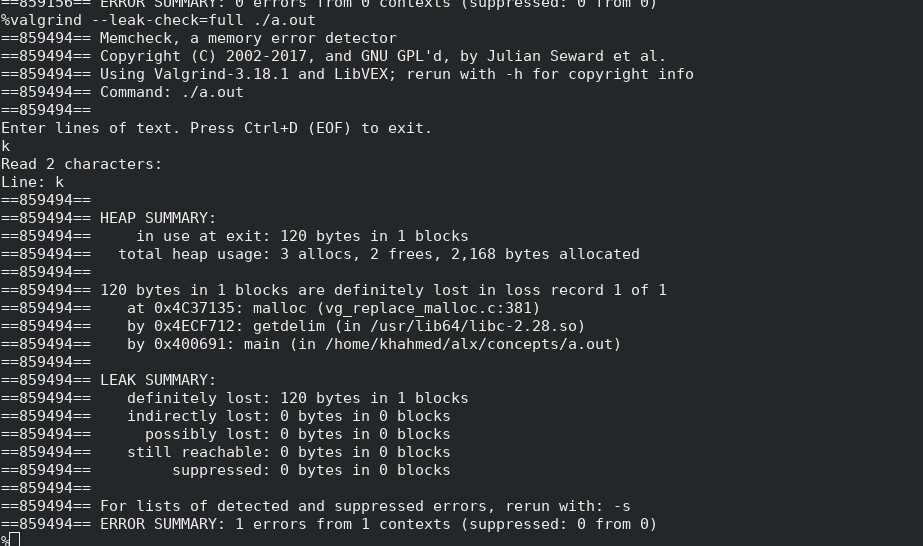 ==859156== ERROR SUMMARY: 0 errors from 0 contexts (suppressed: 0 from 0)
%valgrind --leak-check=full ./a.out
==859494== Memcheck, a memory error detector
==859494== Copyright (C) 2002-2017, and GNU GPL'd, by Julian Seward et al.
==859494== Using Valgrind-3.18.1 and LibVEX; rerun with -h for copyright info
==859494== Command: ./a.out
==859494==
Enter lines of text. Press Ctrl+D (EOF) to exit.
k
Read 2 characters:
Line: k
==859494==
==859494== HEAP SUMMARY:
==859494==     in use at exit: 120 bytes in 1 blocks
==859494==   total heap usage: 3 allocs, 2 frees, 2,168 bytes allocated
==859494==
==859494== 120 bytes in 1 blocks are definitely lost in loss record 1 of 1
==859494==    at 0x4C37135: malloc (vg_replace_malloc.c:381)
==859494==    by 0x4ECF712: getdelim (in /usr/lib64/libc-2.28.so)
==859494==    by 0x400691: main (in /home/khahmed/alx/concepts/a.out)
==859494==
==859494== LEAK SUMMARY:
==859494==    definitely lost: 120 bytes in 1 blocks
==859494==    indirectly lost: 0 bytes in 0 blocks
==859494==      possibly lost: 0 bytes in 0 blocks
==859494==    still reachable: 0 bytes in 0 blocks
==859494==         suppressed: 0 bytes in 0 blocks
==859494==
==859494== For lists of detected and suppressed errors, rerun with: -s
==859494== ERROR SUMMARY: 1 errors from 1 contexts (suppressed: 0 from 0)
%